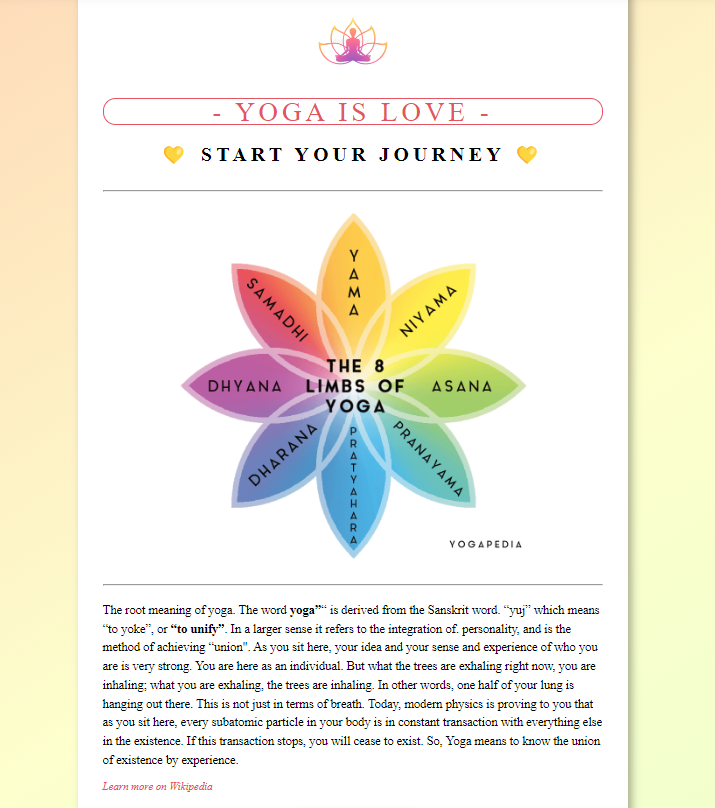 - YOGA IS LOVE -
💛 START YOUR JOURNEY 💛
YAMA
SAMADHI
NIYAMA
THE 8
LIMBS OF
YOGA
DHYANA
ASANA
DHARANA
PRATYAHARA
PRANAYAMA
YOGAPEDIA
The root meaning of yoga. The word yoga”“ is derived from the Sanskrit word. “yuj” which means
“to yoke”, or “to unify”. In a larger sense it refers to the integration of. personality, and is the
method of achieving “union". As you sit here, your idea and your sense and experience of who you
are is very strong. You are here as an individual. But what the trees are exhaling right now, you are
inhaling; what you are exhaling, the trees are inhaling. In other words, one half of your lung is
hanging out there. This is not just in terms of breath. Today, modern physics is proving to you that
as you sit here, every subatomic particle in your body is in constant transaction with everything else
in the existence. If this transaction stops, you will cease to exist. So, Yoga means to know the union
of existence by experience.
Learn more on Wikipedia